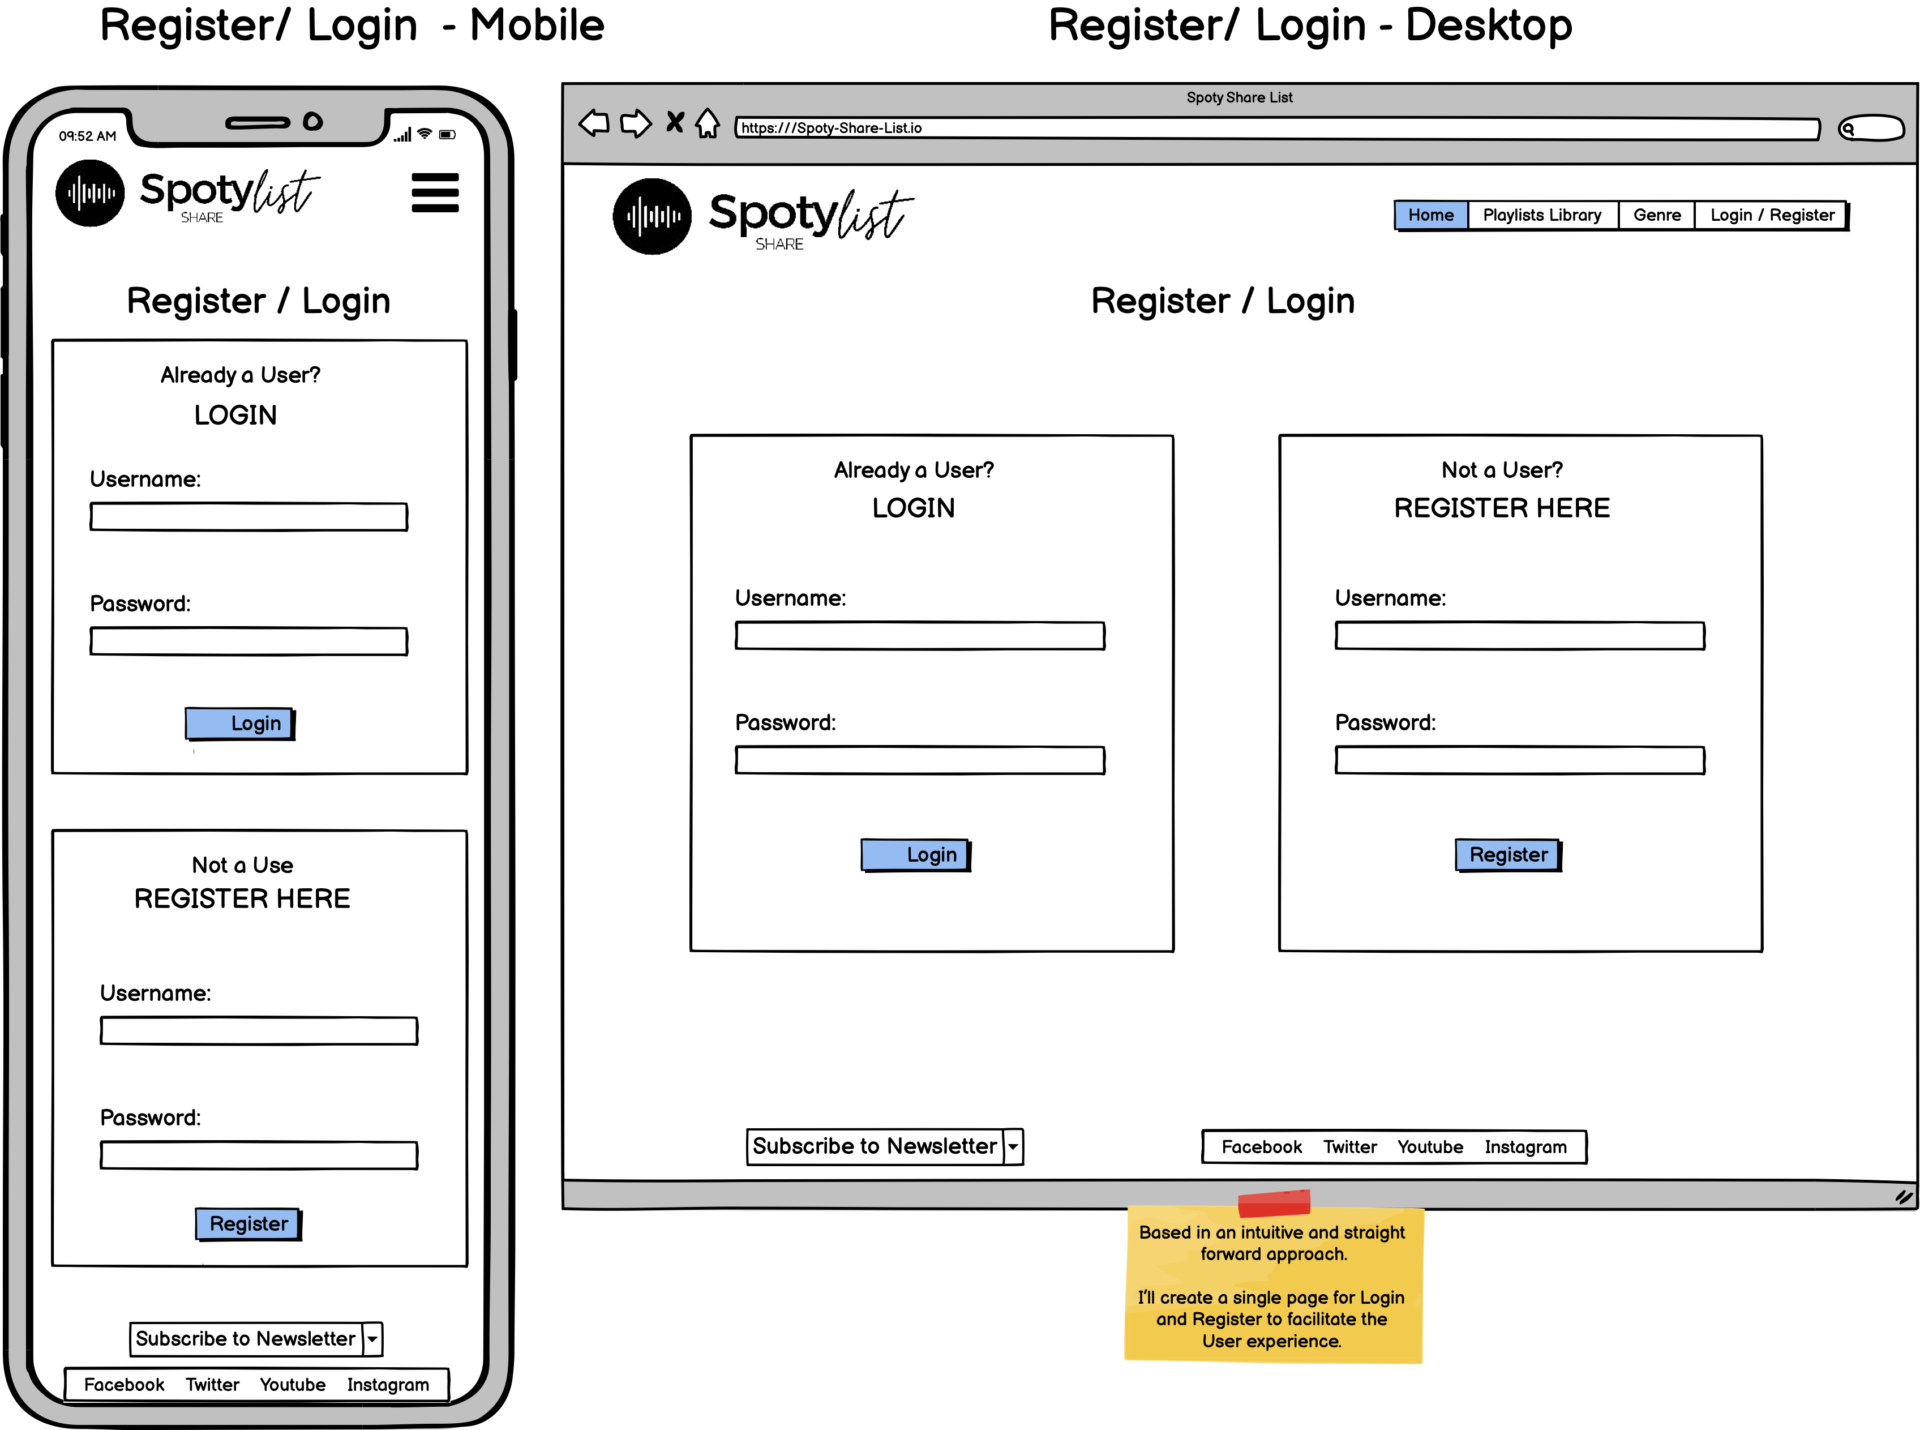 Register/ Login - Mobile
09:52 AM
Spotylist
SHARE
Register / Login
Already a User?
LOGIN
Username:
Password:
Login
Not a Use
REGISTER HERE
Username:
Password:
Register
Subscribe to Newsletter
Facebook Twitter Youtube Instagram
Register/ Login - Desktop
Spoty Share List
https:///Spoty-Share-List.io
Spotylist
SHARE
Home Playlists Library Genre Login / Register
Register / Login
Already a User?
LOGIN
Username:
Password:
Login
Not a User?
REGISTER HERE
Username:
Password:
Register
Subscribe to Newsletter
Facebook Twitter Youtube Instagram
Based in an intuitive and straight
forward approach.
I'll create a single page for Login
and Register to facilitate the
User experience.